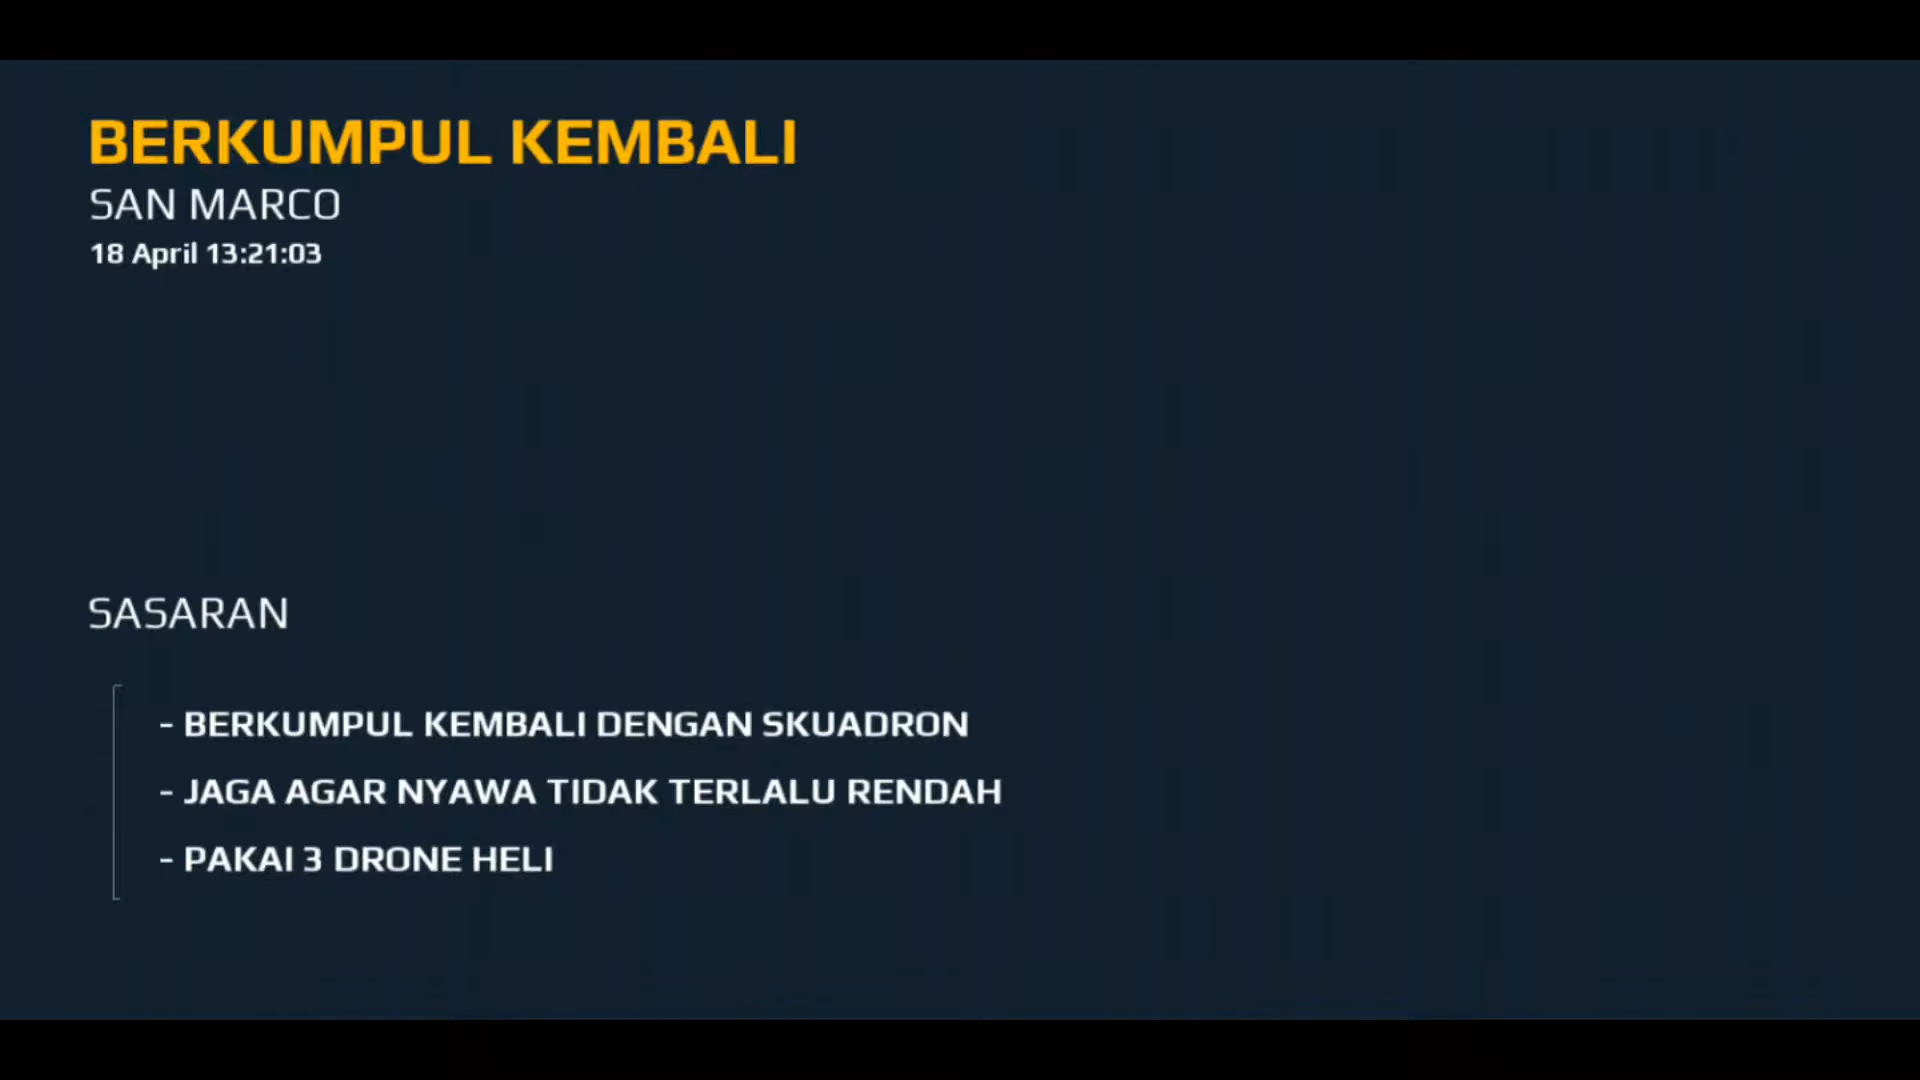 BERKUMPUL KEMBALI
SAN MARCO
18 April 13:21:03
SASARAN
- BERKUMPUL KEMBALI DENGAN SKUADRON
- JAGA AGAR NYAWA TIDAK TERLALU RENDAH
- PAKAI 3 DRONE HELI